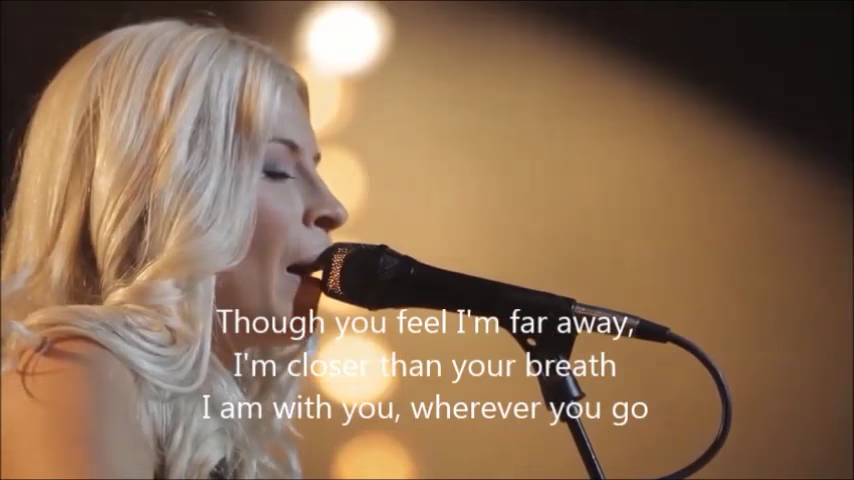 Though you feel I'm far away,
I'm closer than your breath
I am with you, wherever you go